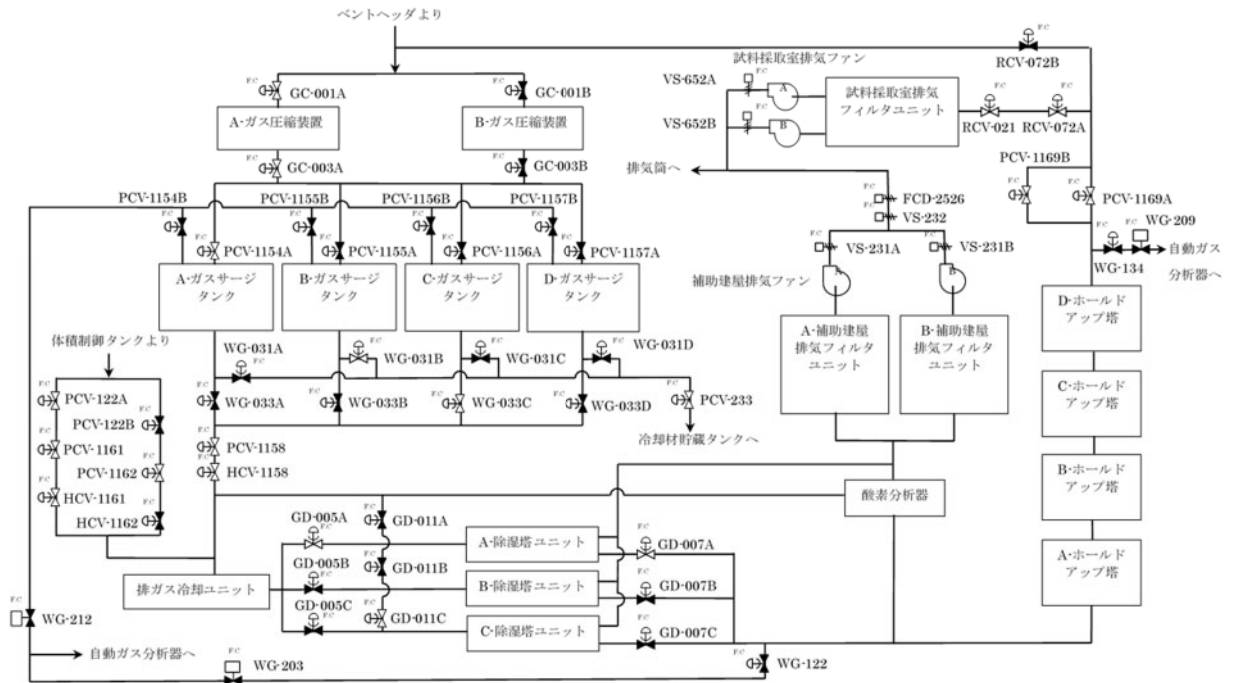 ベントヘッダより
F.C
RCV-072B
F.C
GC-001A
F.C
GC-001B
A-ガス圧縮装置
B-ガス圧縮装置
F.C
GC-003A
F.C
GC-003B
試料採取室排気ファン
VS-652A
F.C
A
VS-652B
F.C
B
試料採取室排気
フィルタユニット
F.C
RCV-021
F.C
RCV-072A
排気筒へ
PCV-1169B
F.C
F.C
PCV-1169A
F.C
FCD-2526
F.C
VS-232
F.C
VS-231A
F.C
VS-231B
補助建屋排気ファン
A
B
F.C
WG-134
F.C
WG-209
自動ガス
分析器へ
PCV-1154B
F.C
PCV-1155B
F.C
PCV-1156B
F.C
PCV-1157B
F.C
F.C
PCV-1154A
F.C
PCV-1155A
F.C
PCV-1156A
F.C
PCV-1157A
A-ガスサージ
タンク
B-ガスサージ
タンク
C-ガスサージ
タンク
D-ガスサージ
タンク
A-補助建屋
排気フィルタ
ユニット
B-補助建屋
排気フィルタ
ユニット
D-ホールド
アップ塔
C-ホールド
アップ塔
B-ホールド
アップ塔
A-ホールド
アップ塔
体積制御タンクより
WG-031A
F.C
WG-031B
F.C
WG-031C
F.C
WG-031D
F.C
F.C
PCV-122A
PCV-122B
F.C
F.C
WG-033A
F.C
WG-033B
F.C
WG-033C
F.C
WG-033D
F.C
PCV-233
冷却材貯蔵タンクへ
F.C
PCV-1161
PCV-1162
F.C
F.C
PCV-1158
F.C
HCV-1158
F.C
HCV-1161
HCV-1162
F.C
酸素分析器
GD-005A
F.C
F.C
GD-011A
A-除湿塔ユニット
GD-007A
F.C
GD-005B
F.C
F.C
GD-011B
B-除湿塔ユニット
GD-007B
F.C
排ガス冷却ユニット
GD-005C
F.C
F.C
GD-011C
C-除湿塔ユニット
GD-007C
F.C
F.C
WG-212
自動ガス分析器へ
WG-203
F.C
F.C
WG-122